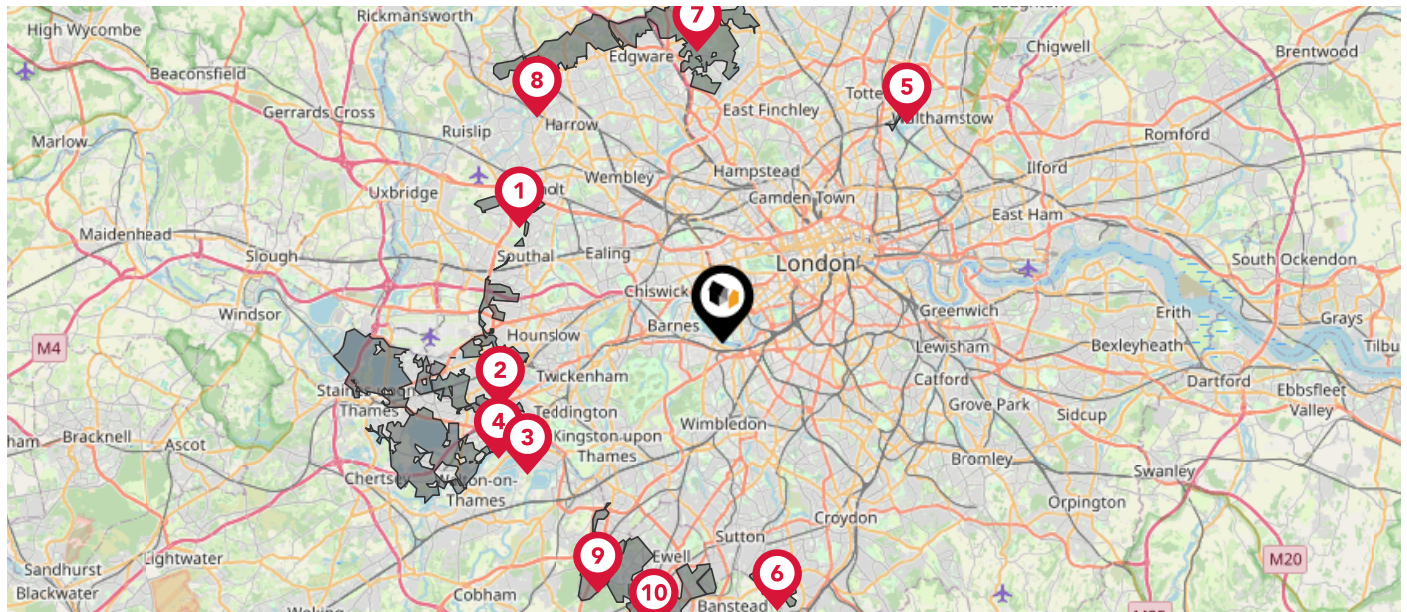 Rickmansworth
High Wycombe
7
Chigwell
Brentwood
Edgware
Beaconsfield
8
5
Gerrards Cross
East Finchley
Harrow
Ruislip
Marlow
Romford
Hampstead
Ilford
Wembley
1
Uxbridge
Camden Town
East Ham
Maidenhead
Slough
Southal
Ealing
London
South Ockendon
Chiswick
Windsor
Barnes
Hounslow
Greenwich
Erith
Grays
M4
Lewisham
Bexleyheath
2
Twickenham
Catford
Dartford
Ebbsfleet
Valley
Thames
Teddington
Grove Park
Sidcup
4
3
Wimbledon
Kingston upon
Thames
Bracknell
Ascot
Bromley
Swanley
Thames
Orpington
Croydon
Sutton
9
Ewell
Lightwater
M20
6
Sandhurst
Blackwater
Cobham
10
Banstead